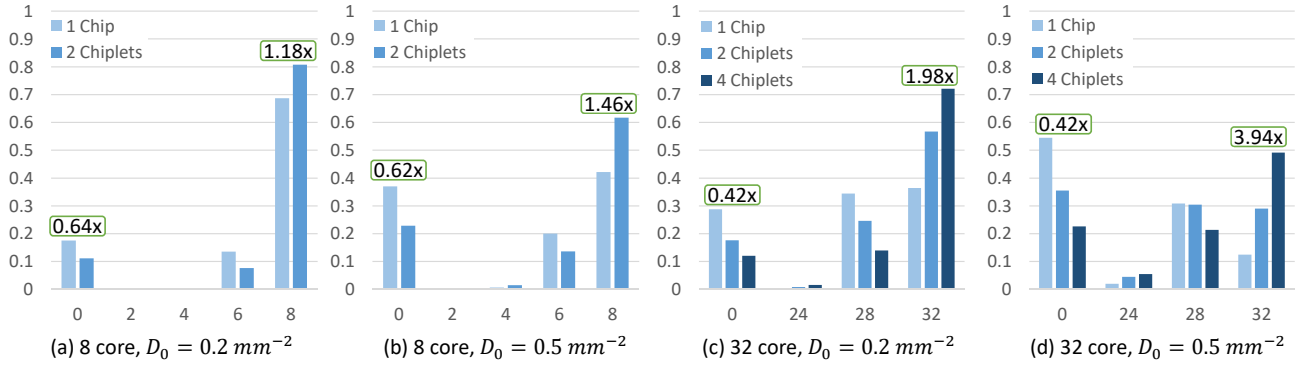 1
0.9
0.8
0.7
0.6
0.5
0.4
0.3
0.2
0.1
0
1 Chip
2 Chiplets
0.64x
1.18x
0 2 4 6 8
(a) 8 core, D₀ = 0.2 mm⁻²
1
0.9
0.8
0.7
0.6
0.5
0.4
0.3
0.2
0.1
0
1 Chip
2 Chiplets
0.62x
1.46x
0 2 4 6 8
(b) 8 core, D₀ = 0.5 mm⁻²
1
0.9
0.8
0.7
0.6
0.5
0.4
0.3
0.2
0.1
0
1 Chip
2 Chiplets
4 Chiplets
0.42x
1.98x
0 24 28 32
(c) 32 core, D₀ = 0.2 mm⁻²
1
0.9
0.8
0.7
0.6
0.5
0.4
0.3
0.2
0.1
0
1 Chip
2 Chiplets
4 Chiplets
0.42x
3.94x
0 24 28 32
(d) 32 core, D₀ = 0.5 mm⁻²